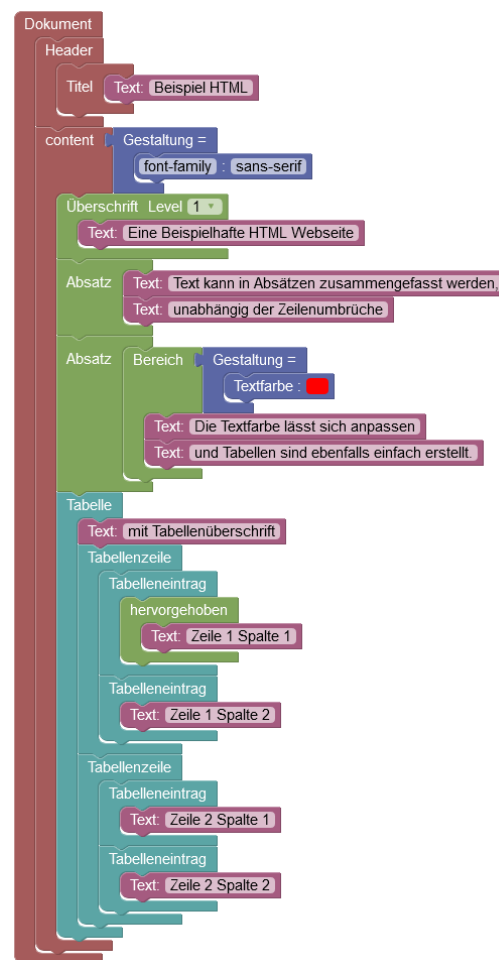 Dokument
Header
Titel Text: Beispiel HTML
content Gestaltung =
font-family : sans-serif
Überschrift Level 1
Text: Eine Beispielhafte HTML Webseite
Absatz Text: Text kann in Absätzen zusammengefasst werden,
Text: unabhängig der Zeilenumbrüche
Absatz Bereich Gestaltung =
Textfarbe :
Text: Die Textfarbe lässt sich anpassen
Text: und Tabellen sind ebenfalls einfach erstellt.
Tabelle
Text: mit Tabellenüberschrift
Tabellenzeile
Tabelleneintrag
hervorgehoben
Text: Zeile 1 Spalte 1
Tabelleneintrag
Text: Zeile 1 Spalte 2
Tabellenzeile
Tabelleneintrag
Text: Zeile 2 Spalte 1
Tabelleneintrag
Text: Zeile 2 Spalte 2